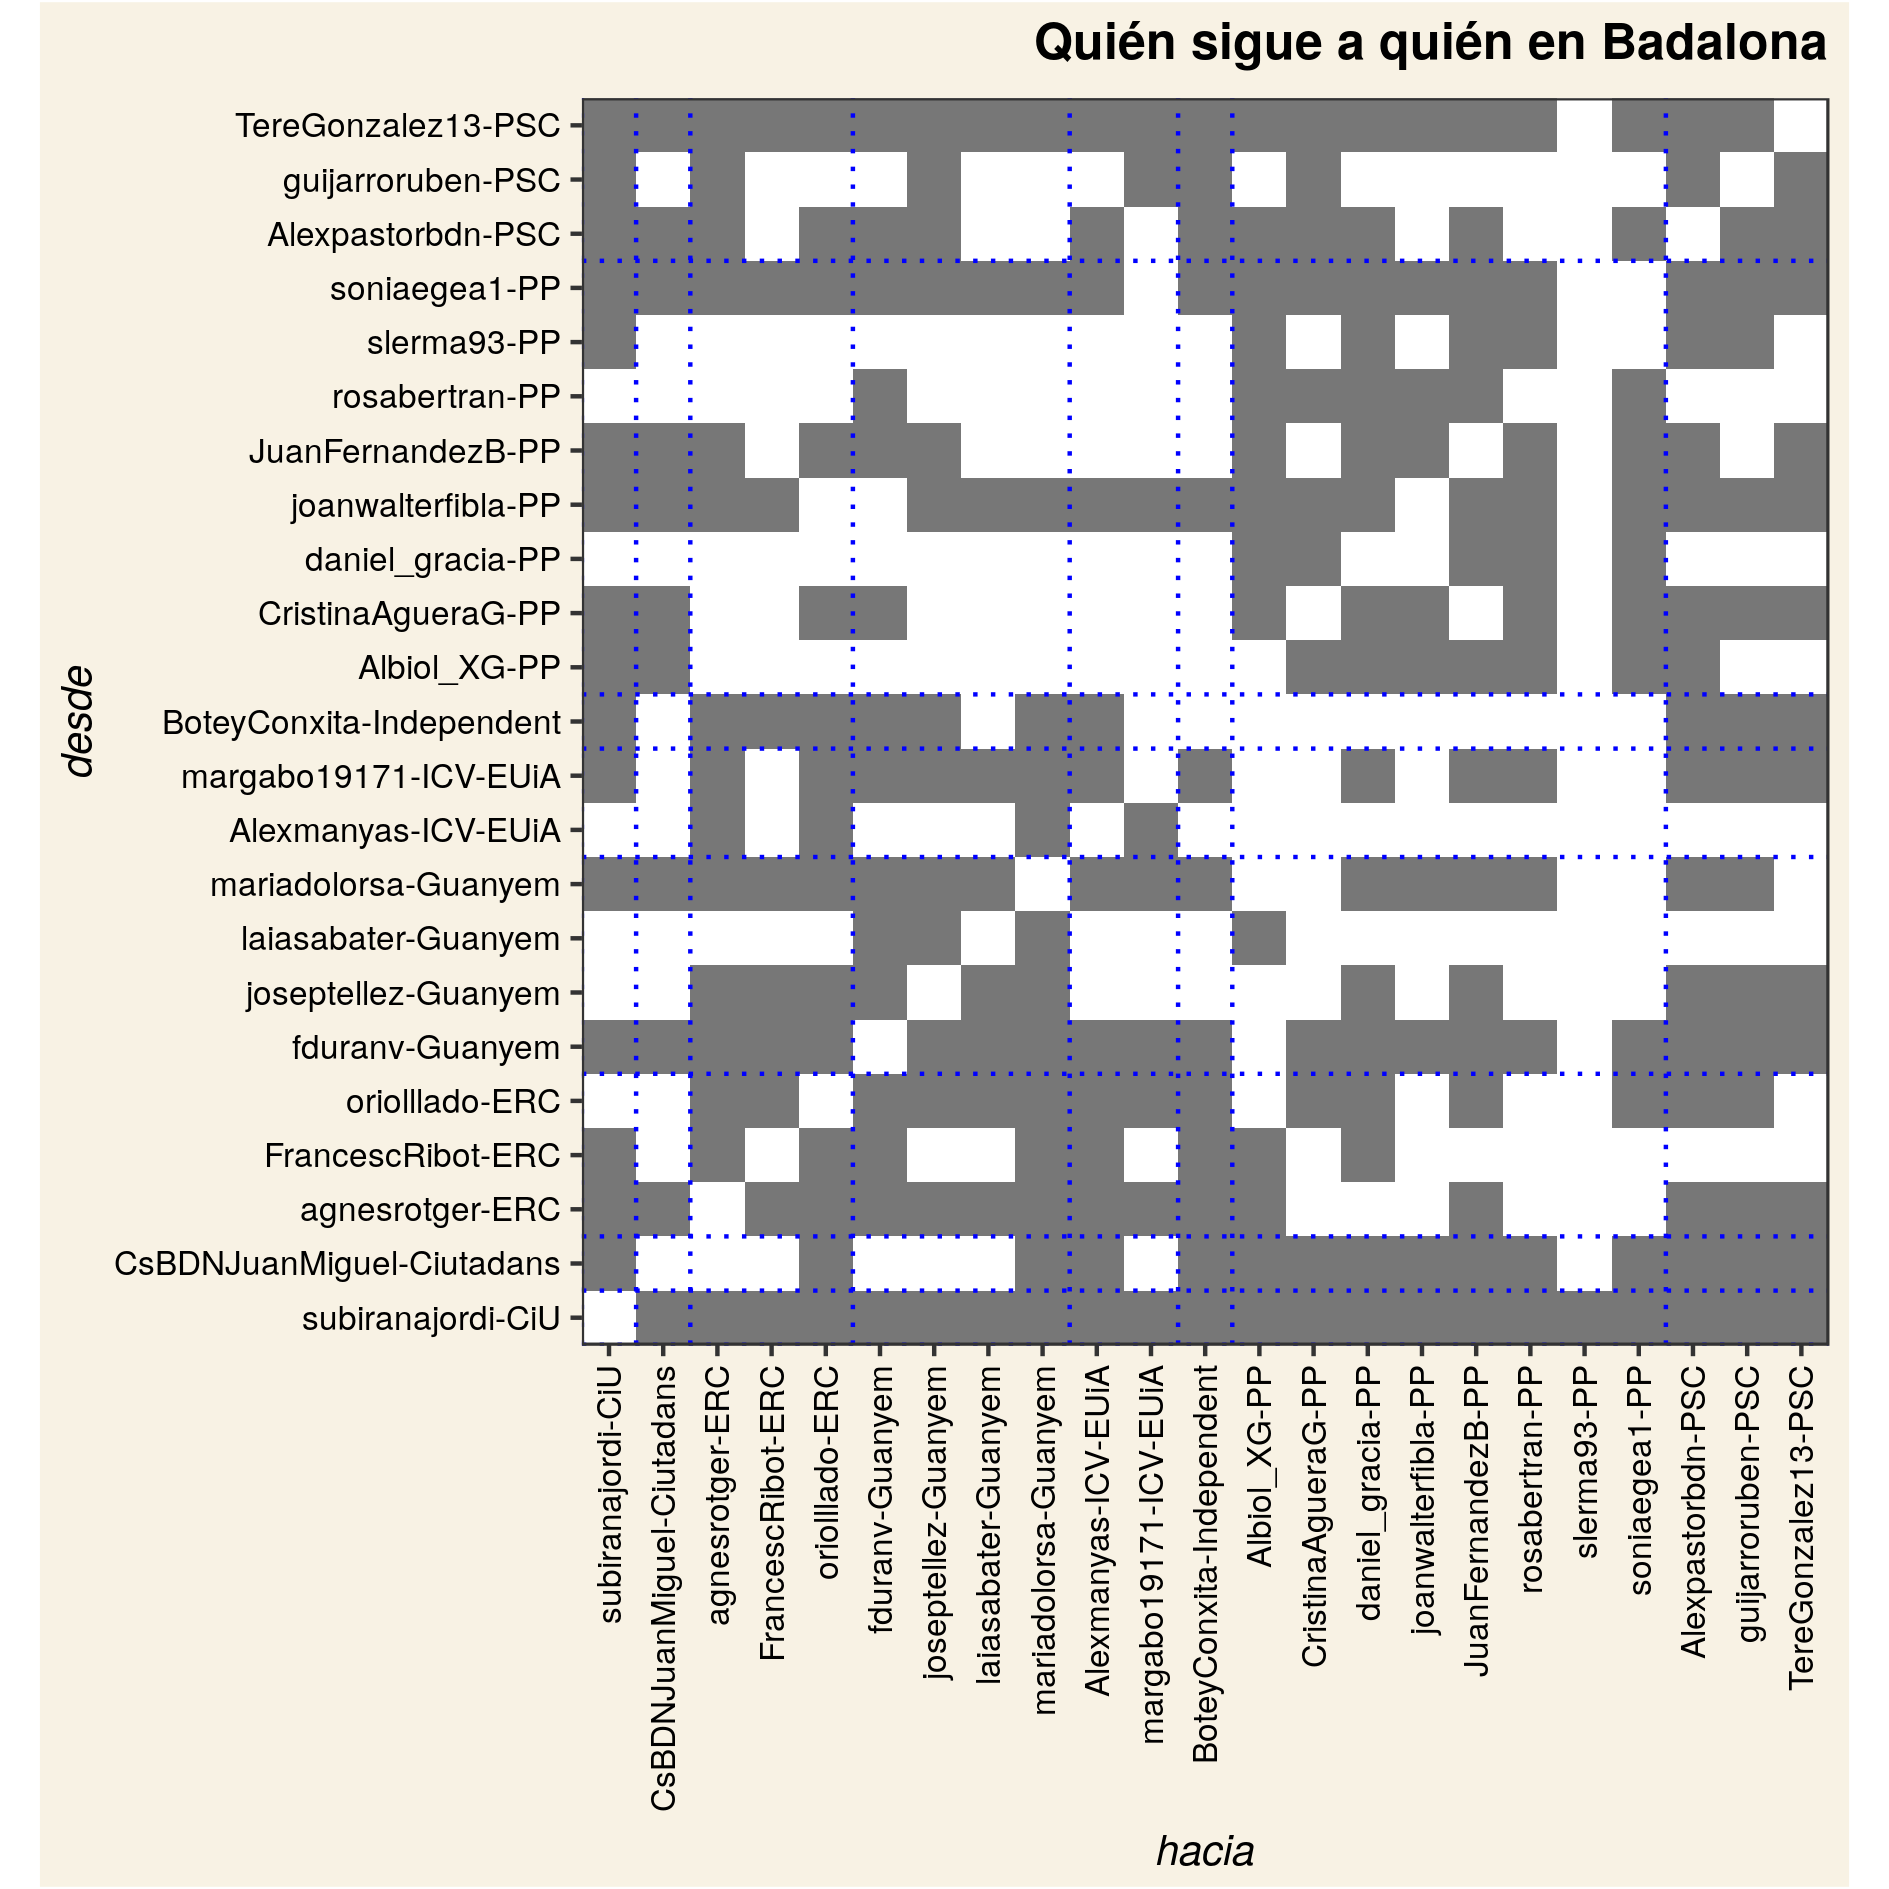 Quién sigue a quién en Badalona
desde
TereGonzalez13-PSC
guijarroruben-PSC
Alexpastorbdn-PSC
soniaegea1-PP
slerma93-PP
rosabertran-PP
JuanFernandezB-PP
joanwalterfibla-PP
daniel_gracia-PP
CristinaAgueraG-PP
Albiol_XG-PP
BoteyConxita-Independent
margabo19171-ICV-EUiA
Alexmanyas-ICV-EUiA
mariadolorsa-Guanyem
laiasabater-Guanyem
joseptellez-Guanyem
fduranv-Guanyem
oriolllado-ERC
FrancescRibot-ERC
agnesrotger-ERC
CsBDNJuanMiguel-Ciutadans
subiranajordi-CiU
subiranajordi-CiU
CsBDNJuanMiguel-Ciutadans
agnesrotger-ERC
FrancescRibot-ERC
oriolllado-ERC
fduranv-Guanyem
joseptellez-Guanyem
laiasabater-Guanyem
mariadolorsa-Guanyem
Alexmanyas-ICV-EUiA
margabo19171-ICV-EUiA
BoteyConxita-Independent
Albiol_XG-PP
CristinaAgueraG-PP
daniel_gracia-PP
joanwalterfibla-PP
JuanFernandezB-PP
rosabertran-PP
slerma93-PP
soniaegea1-PP
Alexpastorbdn-PSC
guijarroruben-PSC
TereGonzalez13-PSC
hacia